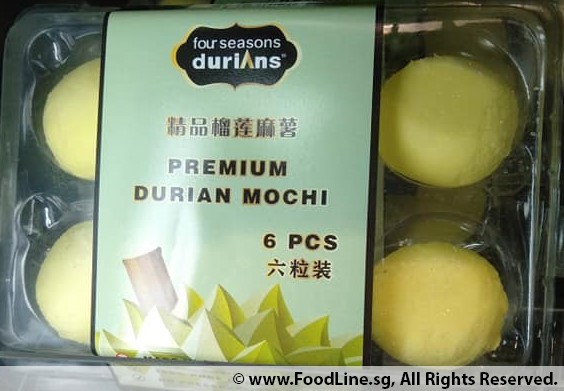 four seasons
durians®
精品榴莲麻薯
PREMIUM
DURIAN MOCHI
6 PCS
六粒装
© www.FoodLine.sg, All Rights Reserved.